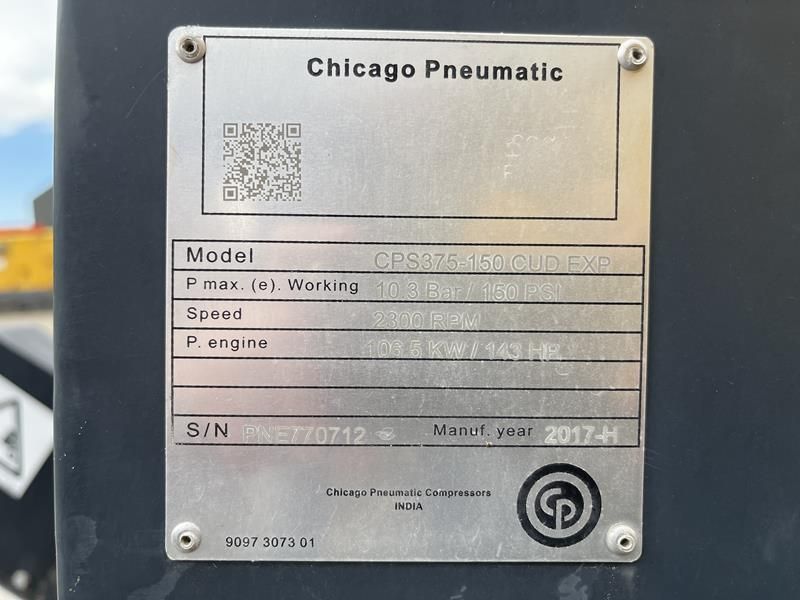 Chicago Pneumatic
Model CPS375-150 CUD EXP
P max. (e). Working 10.3 Bar / 150 PSI
Speed 2300 RPM
P. engine 106.5 KW / 143 HP
S/N PNE770712 Manuf. year 2017-H
Chicago Pneumatic Compressors
INDIA
CP
9097 3073 01